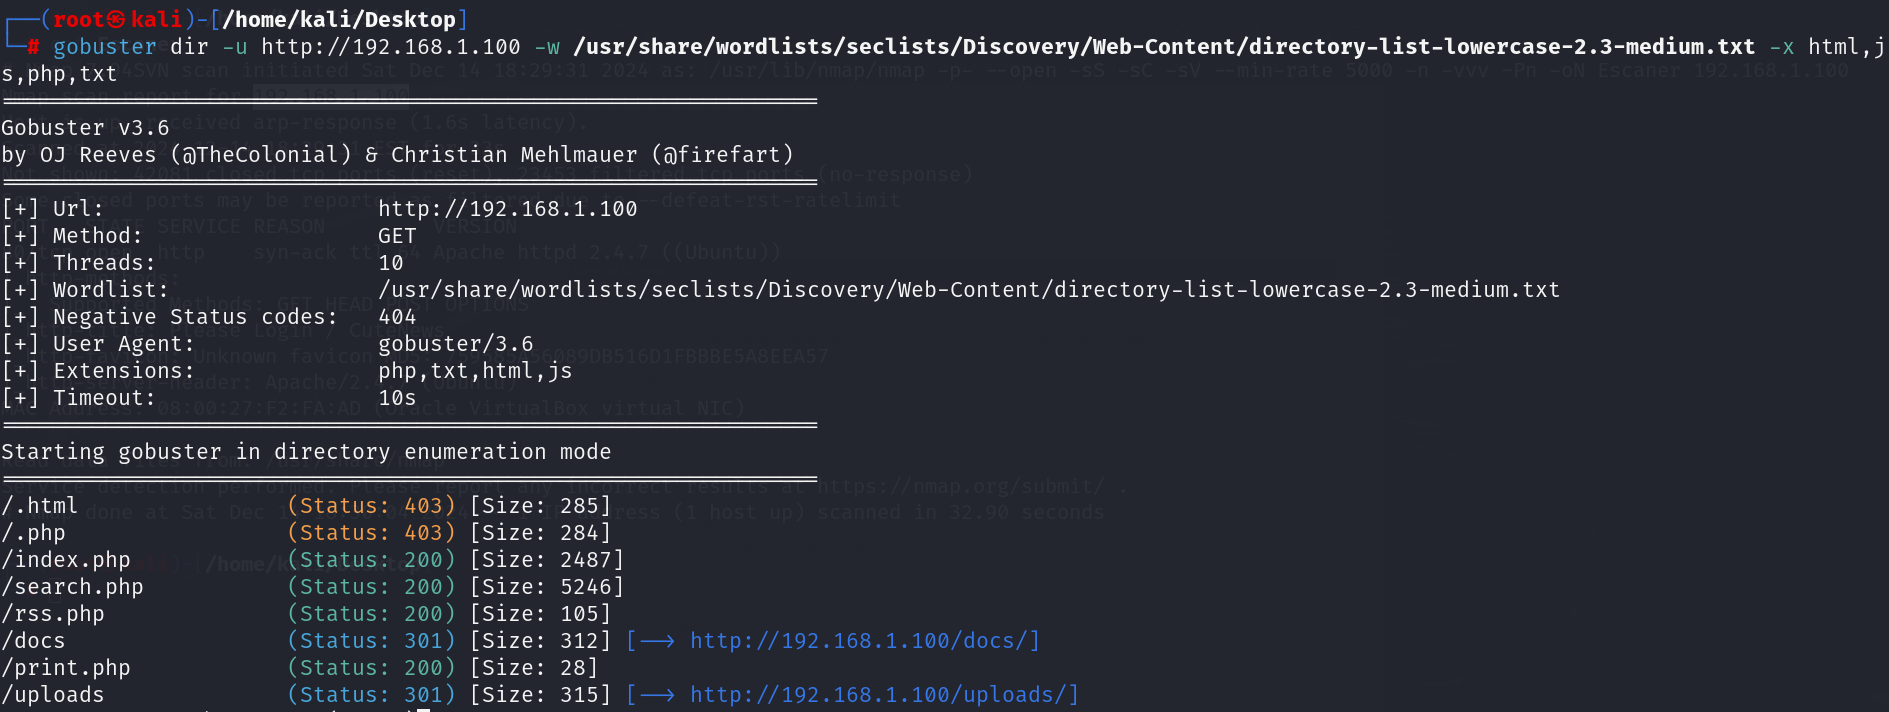 ┌──(root㉿kali)-[/home/kali/Desktop]
└─# gobuster dir -u http://192.168.1.100 -w /usr/share/wordlists/seclists/Discovery/Web-Content/directory-list-lowercase-2.3-medium.txt -x html,j
s,php,txt
===============================================================
Gobuster v3.6
by OJ Reeves (@TheColonial) & Christian Mehlmauer (@firefart)
===============================================================
[+] Url:                     http://192.168.1.100
[+] Method:                  GET
[+] Threads:                 10
[+] Wordlist:                /usr/share/wordlists/seclists/Discovery/Web-Content/directory-list-lowercase-2.3-medium.txt
[+] Negative Status codes:   404
[+] User Agent:              gobuster/3.6
[+] Extensions:              php,txt,html,js
[+] Timeout:                 10s
===============================================================
Starting gobuster in directory enumeration mode
===============================================================
/.html                (Status: 403) [Size: 285]
/.php                 (Status: 403) [Size: 284]
/index.php            (Status: 200) [Size: 2487]
/search.php           (Status: 200) [Size: 5246]
/rss.php              (Status: 200) [Size: 105]
/docs                 (Status: 301) [Size: 312] [--> http://192.168.1.100/docs/]
/print.php            (Status: 200) [Size: 28]
/uploads              (Status: 301) [Size: 315] [--> http://192.168.1.100/uploads/]